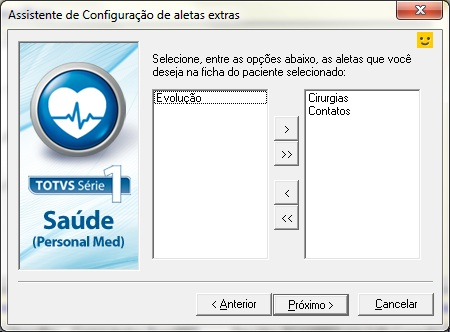 Assistente de Configuração de aletas extras
Selecione, entre as opções abaixo, as aletas que você
deseja na ficha do paciente selecionado:
Evolução
Cirurgias
Contatos
>
>>
<
<<
TOTVS Série 1
Saúde
(Personal Med)
< Anterior
Próximo >
Cancelar